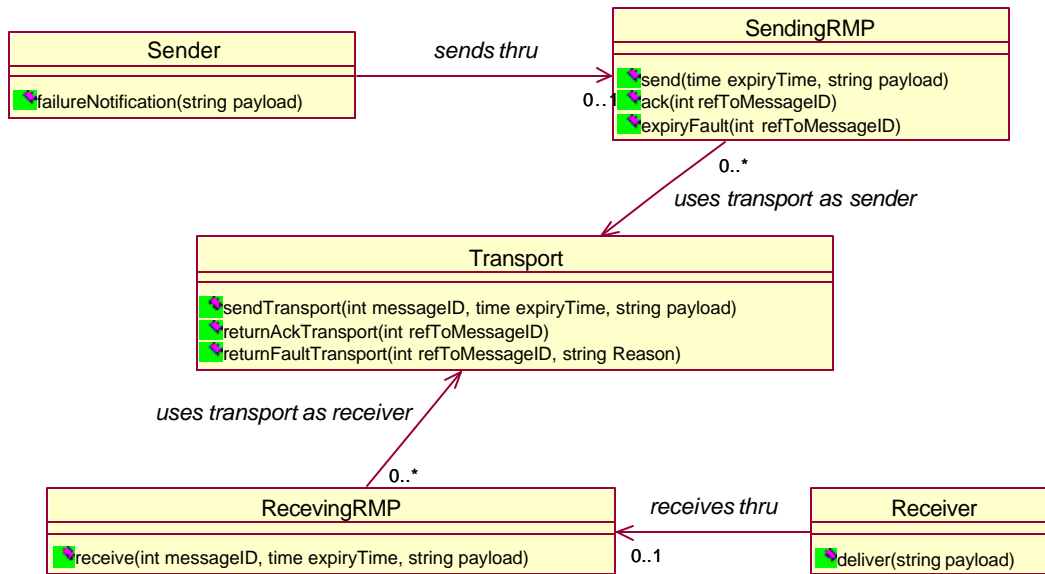 Sender
failureNotification(string payload)
sends thru
0..1
SendingRMP
send(time expiryTime, string payload)
ack(int refToMessageID)
expiryFault(int refToMessageID)
0..*
uses transport as sender
Transport
sendTransport(int messageID, time expiryTime, string payload)
returnAckTransport(int refToMessageID)
returnFaultTransport(int refToMessageID, string Reason)
uses transport as receiver
0..*
RecevingRMP
receive(int messageID, time expiryTime, string payload)
receives thru
0..1
Receiver
deliver(string payload)